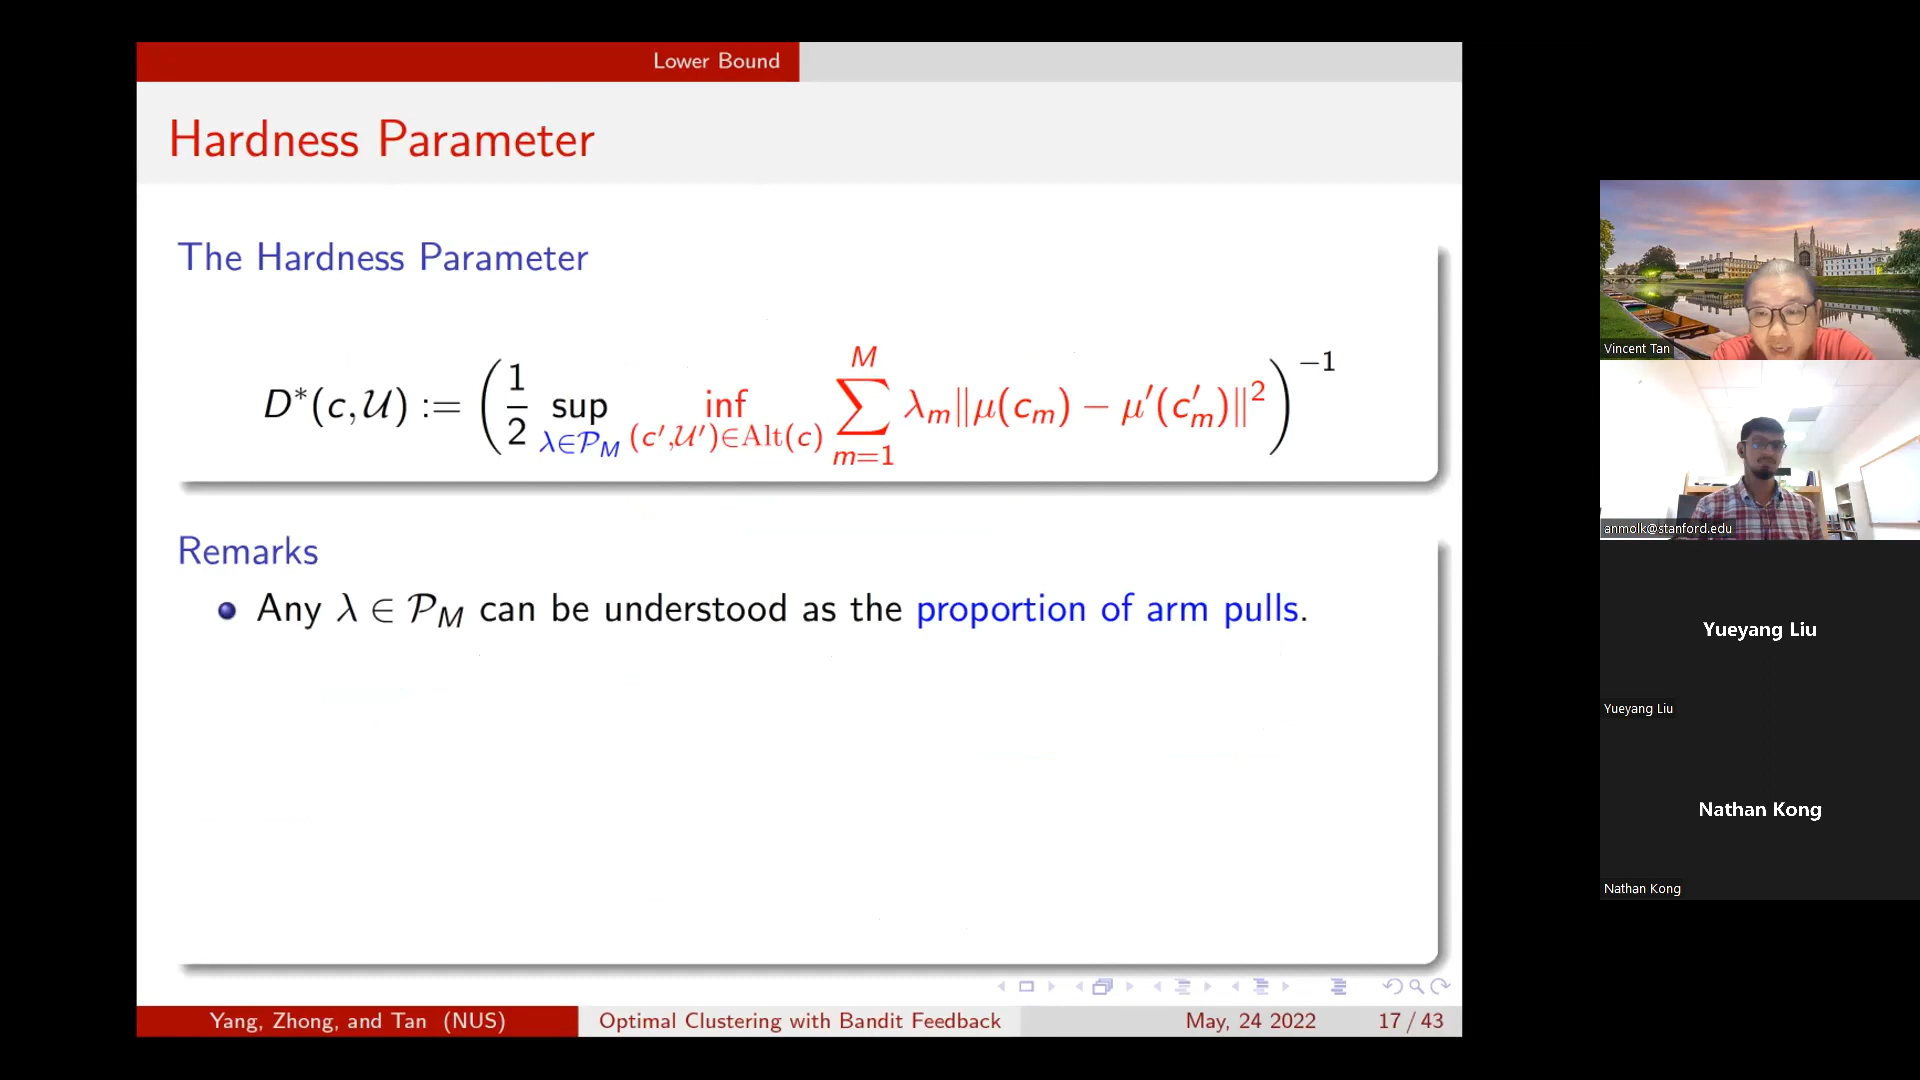 Lower Bound
Hardness Parameter
The Hardness Parameter
D*(c, 𝒰) := ( 1/2 sup_{λ∈𝒫_M} inf_{(c′,𝒰′)∈Alt(c)} ∑_{m=1}^{M} λ_m‖μ(c_m) − μ′(c′_m)‖² )^{−1}
Remarks
Any λ ∈ 𝒫_M can be understood as the proportion of arm pulls.
Yang, Zhong, and Tan (NUS) Optimal Clustering with Bandit Feedback May, 24 2022 17 / 43
Vincent Tan
anmolk@stanford.edu
Yueyang Liu
Yueyang Liu
Nathan Kong
Nathan Kong